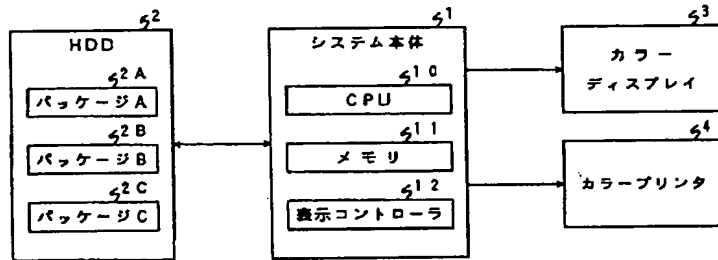 2
HDD
2A
パッケージA
2B
パッケージB
2C
パッケージC
1
システム本体
10
CPU
11
メモリ
12
表示コントローラ
3
カラー
ディスプレイ
4
カラープリンタ